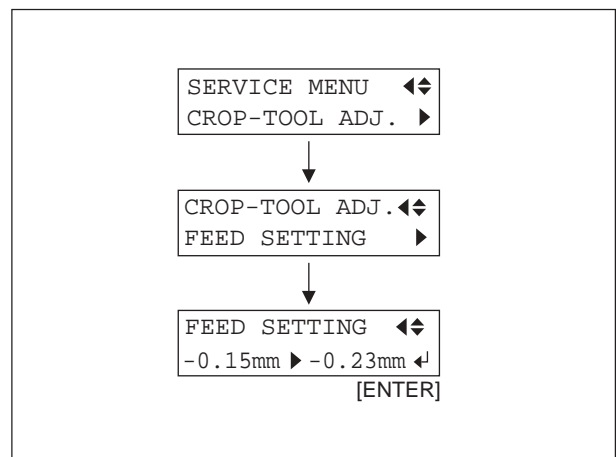 SERVICE MENU ◀◆
CROP-TOOL ADJ. ▶
CROP-TOOL ADJ.◀◆
FEED SETTING ▶
FEED SETTING ◀◆
-0.15mm ▶ -0.23mm ↵
[ENTER]